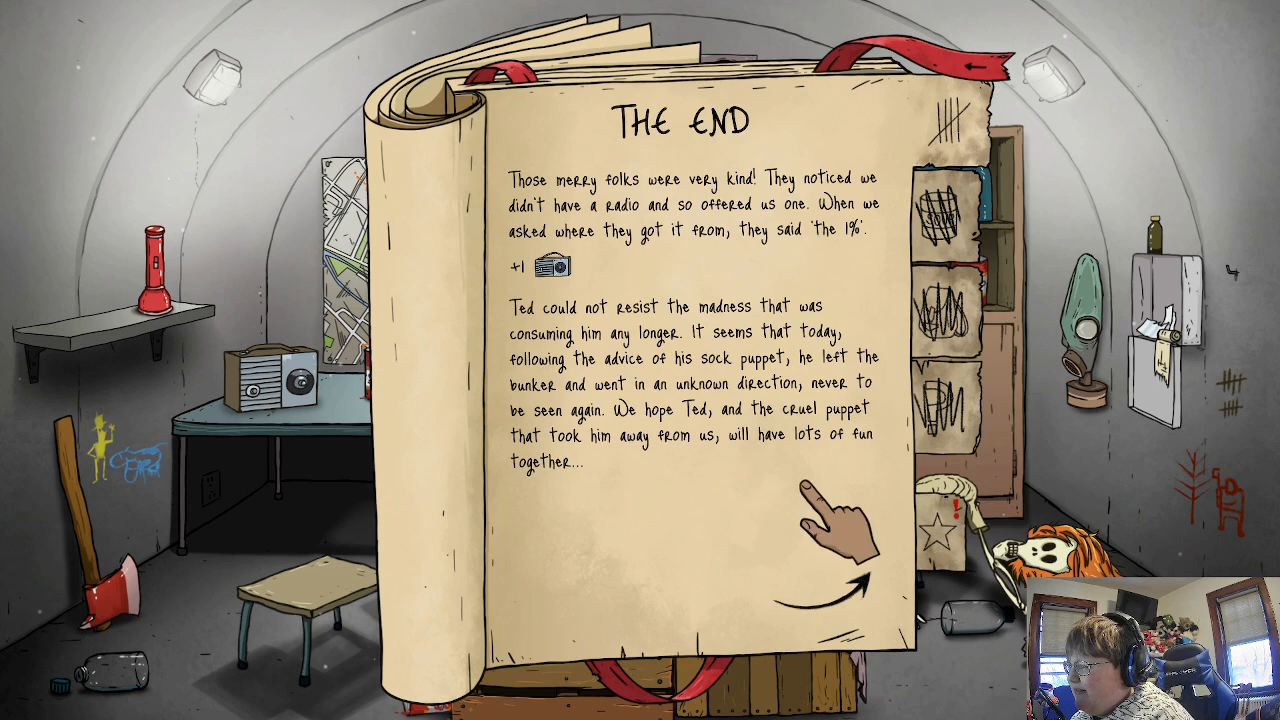 THE END
Those merry folks were very kind! They noticed we
didn't have a radio and so offered us one. When we
asked where they got it from, they said 'the 1%'.
+1
Ted could not resist the madness that was
consuming him any longer. It seems that today,
following the advice of his sock puppet, he left the
bunker and went in an unknown direction, never to
be seen again. We hope Ted, and the cruel puppet
that took him away from us, will have lots of fun
together...